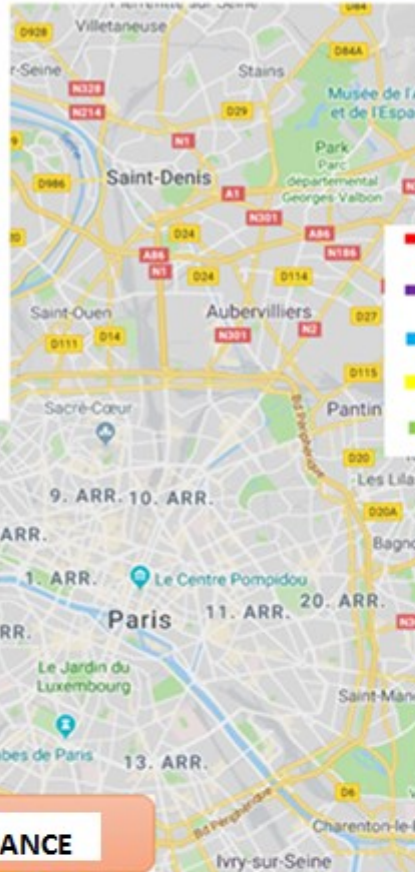 Pierrefitte-sur-Seine
D84
D928
Villetaneuse
D84A
r-Seine
Stains
N328
Musée de l'A
et de l'Espa
N214
D29
N1
Park
Parc
départemental
Georges-Valbon
Saint-Denis
D986
A1
N301
D24
A86
A86
N186
N1
D24
D114
Saint-Ouen
Aubervilliers
D27
D14
N301
N2
D111
D115
Sacré-Cœur
Pantin
Bd Périphérique
D20
Les Lila
9. ARR.
10. ARR.
D20A
ARR.
Bagno
1. ARR.
Le Centre Pompidou
20. ARR.
11. ARR.
Paris
RR.
Le Jardin du
Luxembourg
Saint-Mand
bes de Paris
13. ARR.
D6
Bd Périphérique
Charenton-le-P
ANCE
Ivry-sur-Seine